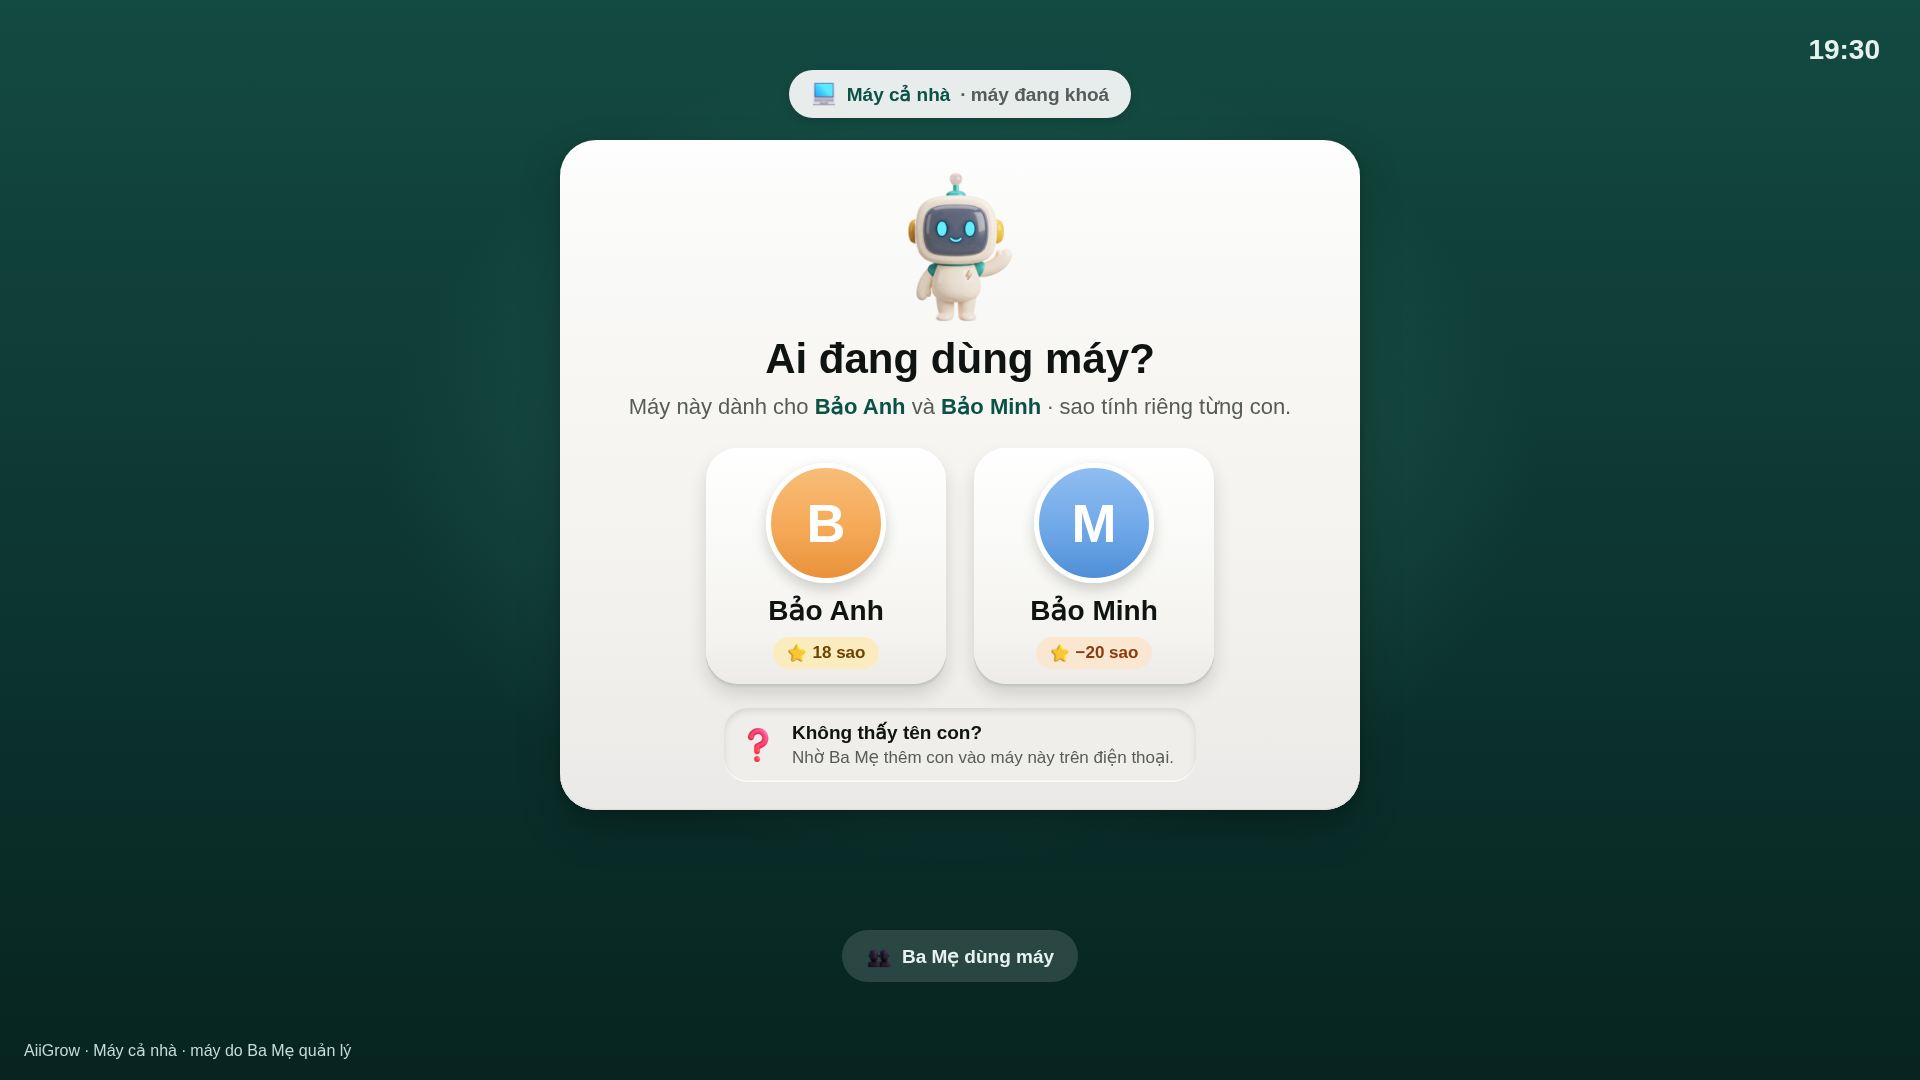 19:30
Máy cả nhà · máy đang khoá
Ai đang dùng máy?
Máy này dành cho Bảo Anh và Bảo Minh · sao tính riêng từng con.
B
Bảo Anh
18 sao
M
Bảo Minh
−20 sao
Không thấy tên con?
Nhờ Ba Mẹ thêm con vào máy này trên điện thoại.
Ba Mẹ dùng máy
AiiGrow · Máy cả nhà · máy do Ba Mẹ quản lý